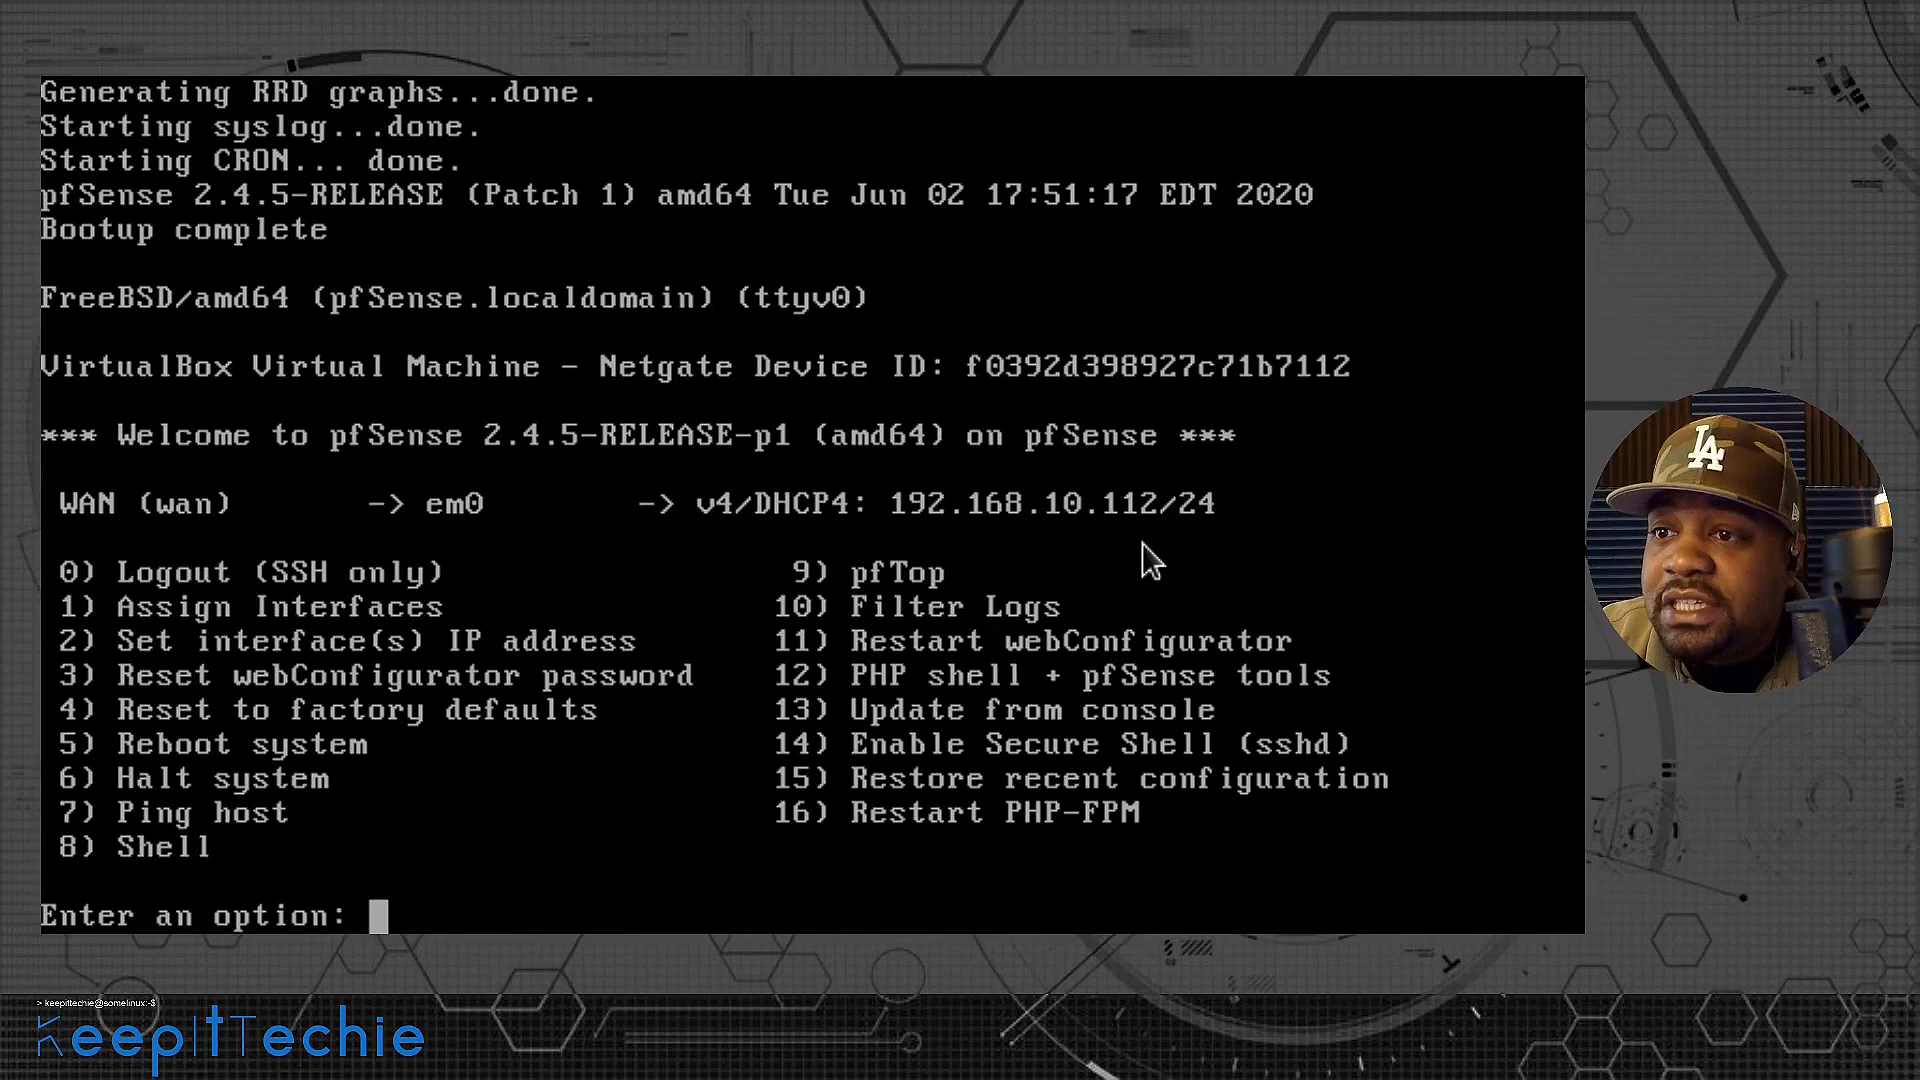 Generating RRD graphs...done.
Starting syslog...done.
Starting CRON... done.
pfSense 2.4.5-RELEASE (Patch 1) amd64 Tue Jun 02 17:51:17 EDT 2020
Bootup complete
FreeBSD/amd64 (pfSense.localdomain) (ttyv0)
VirtualBox Virtual Machine - Netgate Device ID: f0392d398927c71b7112
*** Welcome to pfSense 2.4.5-RELEASE-p1 (amd64) on pfSense ***
WAN (wan) -> em0 -> v4/DHCP4: 192.168.10.112/24
0) Logout (SSH only) 9) pfTop
1) Assign Interfaces 10) Filter Logs
2) Set interface(s) IP address 11) Restart webConfigurator
3) Reset webConfigurator password 12) PHP shell + pfSense tools
4) Reset to factory defaults 13) Update from console
5) Reboot system 14) Enable Secure Shell (sshd)
6) Halt system 15) Restore recent configuration
7) Ping host 16) Restart PHP-FPM
8) Shell
Enter an option:
LA
> keepittechie@somelinux:~$
KeepItTechie